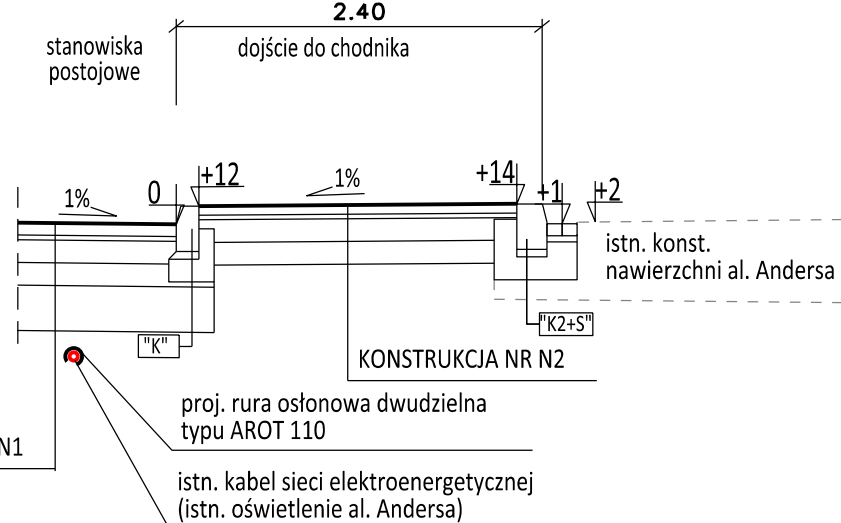 2.40
stanowiska
postojowe
dojście do chodnika
1%
0
+12
1%
+14
+1
+2
istn. konst.
nawierzchni al. Andersa
"K"
"K2+S"
KONSTRUKCJA NR N2
proj. rura osłonowa dwudzielna
typu AROT 110
N1
istn. kabel sieci elektroenergetycznej
(istn. oświetlenie al. Andersa)